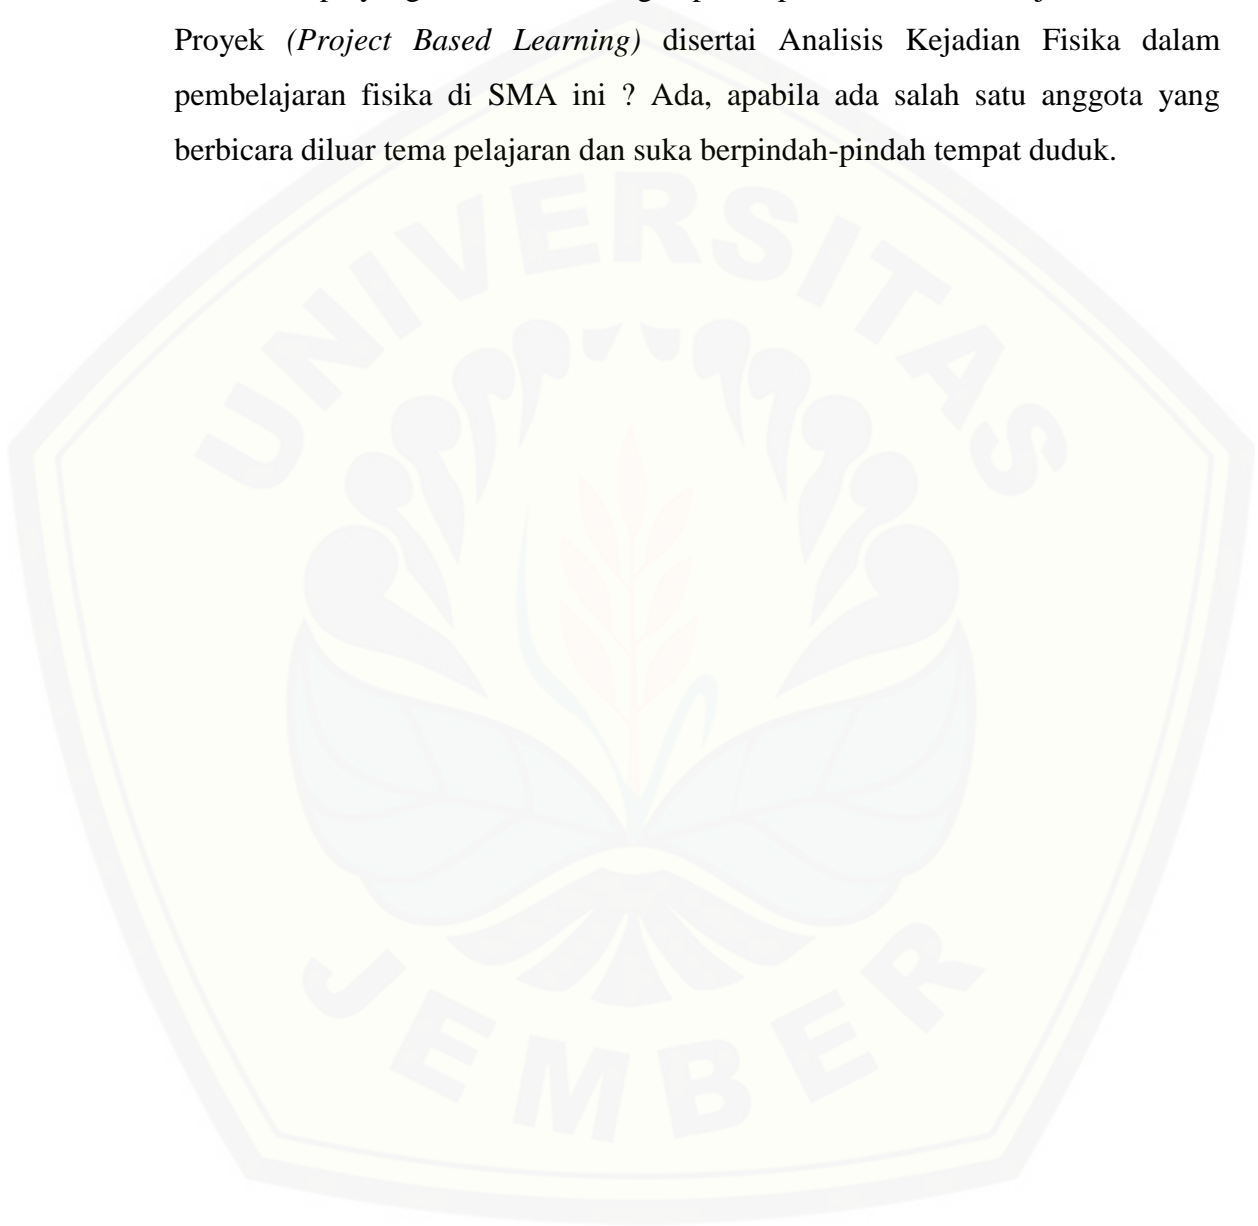 Proyek (Project Based Learning) disertai Analisis Kejadian Fisika dalam
pembelajaran fisika di SMA ini ? Ada, apabila ada salah satu anggota yang
berbicara diluar tema pelajaran dan suka berpindah-pindah tempat duduk.
UNIVERSITAS
JEMBER